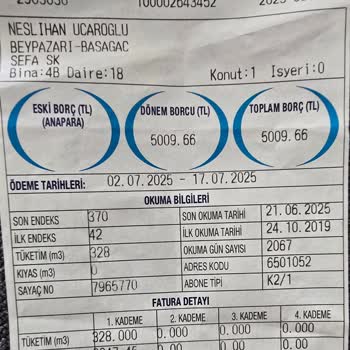 100002643452
NESLIHAN UCAROGLU
BEYPAZARI-BASAGAC
SEFA SK
Bina:4B Daire:18 Konut:1 Isyeri:0
ESKİ BORÇ (TL) (ANAPARA) DÖNEM BORCU (TL) TOPLAM BORÇ (TL)
5009.66 5009.66
ÖDEME TARİHLERİ: 02.07.2025 - 17.07.2025
OKUMA BİLGİLERİ
SON ENDEKS 370 SON OKUMA TARİHİ 21.06.2025
İLK ENDEKS 42 İLK OKUMA TARİHİ 24.10.2019
TÜKETİM (m3) 328 OKUMA GÜN SAYISI 2067
KIYAS (m3) 0 ADRES KODU 6501052
SAYAÇ NO 7965770 ABONE TİPİ K2/1
FATURA DETAYI
1. KADEME 2. KADEME 3. KADEME 4. KADEME
TÜKETİM (m3) 328.000 0.000 0.000 0.000